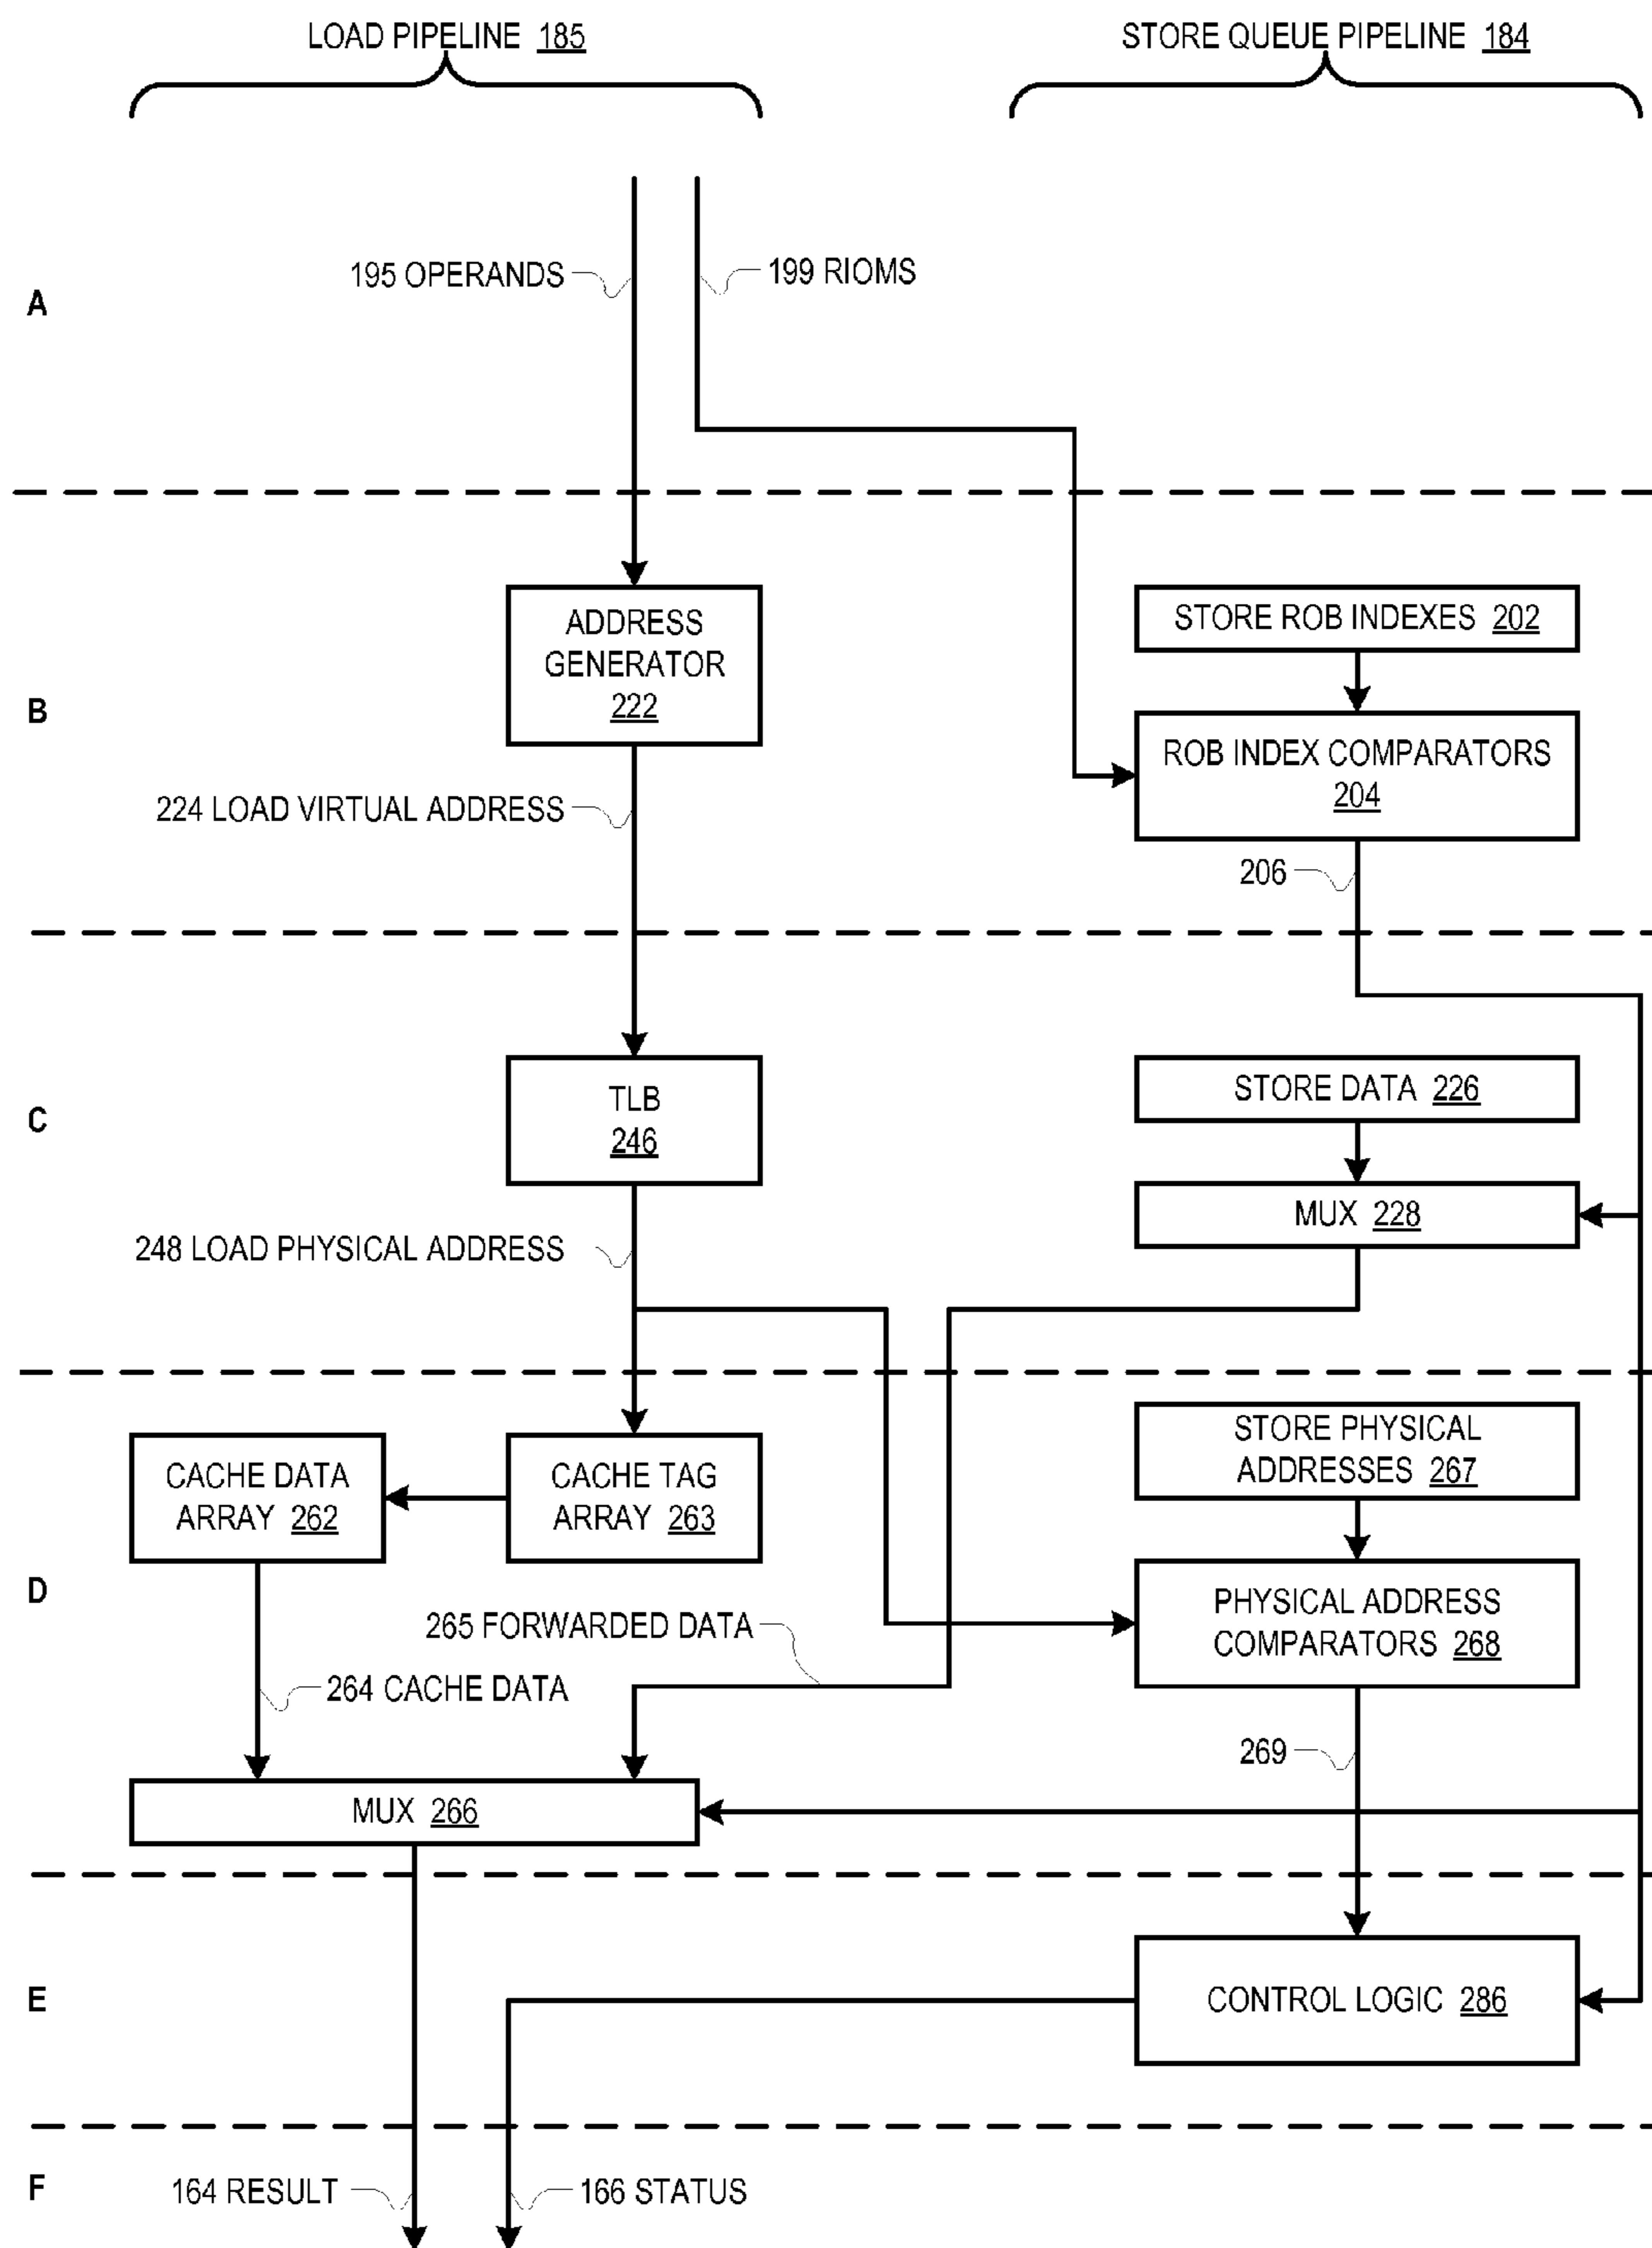 LOAD PIPELINE 185
STORE QUEUE PIPELINE 184
195 OPERANDS
199 RIOMS
A
ADDRESS
GENERATOR
222
STORE ROB INDEXES 202
B
ROB INDEX COMPARATORS
204
224 LOAD VIRTUAL ADDRESS
206
TLB
246
STORE DATA 226
C
MUX 228
248 LOAD PHYSICAL ADDRESS
STORE PHYSICAL
ADDRESSES 267
CACHE DATA
ARRAY 262
CACHE TAG
ARRAY 263
D
PHYSICAL ADDRESS
COMPARATORS 268
265 FORWARDED DATA
264 CACHE DATA
269
MUX 266
E
CONTROL LOGIC 286
F
164 RESULT
166 STATUS